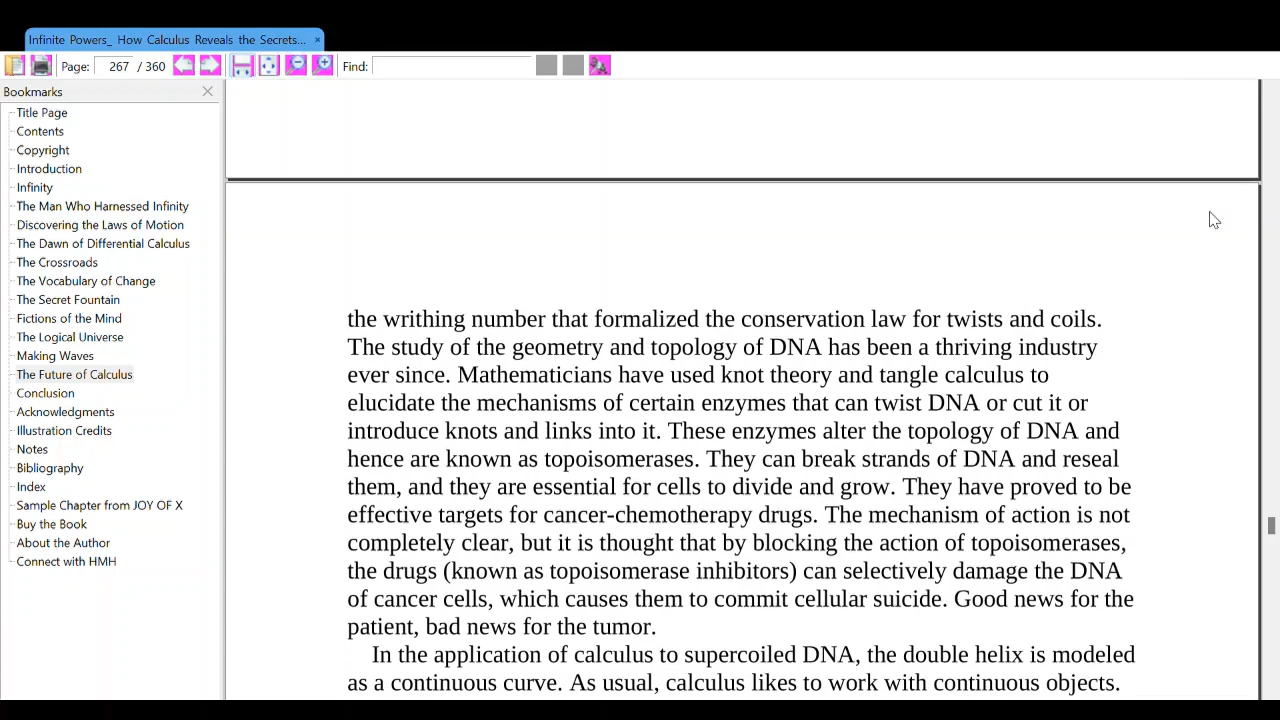 Infinite Powers_ How Calculus Reveals the Secrets... ×
Page: 267 / 360 Find:
Bookmarks
Title Page
Contents
Copyright
Introduction
Infinity
The Man Who Harnessed Infinity
Discovering the Laws of Motion
The Dawn of Differential Calculus
The Crossroads
The Vocabulary of Change
The Secret Fountain
Fictions of the Mind
The Logical Universe
Making Waves
The Future of Calculus
Conclusion
Acknowledgments
Illustration Credits
Notes
Bibliography
Index
Sample Chapter from JOY OF X
Buy the Book
About the Author
Connect with HMH
the writhing number that formalized the conservation law for twists and coils.
The study of the geometry and topology of DNA has been a thriving industry
ever since. Mathematicians have used knot theory and tangle calculus to
elucidate the mechanisms of certain enzymes that can twist DNA or cut it or
introduce knots and links into it. These enzymes alter the topology of DNA and
hence are known as topoisomerases. They can break strands of DNA and reseal
them, and they are essential for cells to divide and grow. They have proved to be
effective targets for cancer-chemotherapy drugs. The mechanism of action is not
completely clear, but it is thought that by blocking the action of topoisomerases,
the drugs (known as topoisomerase inhibitors) can selectively damage the DNA
of cancer cells, which causes them to commit cellular suicide. Good news for the
patient, bad news for the tumor.
In the application of calculus to supercoiled DNA, the double helix is modeled
as a continuous curve. As usual, calculus likes to work with continuous objects.